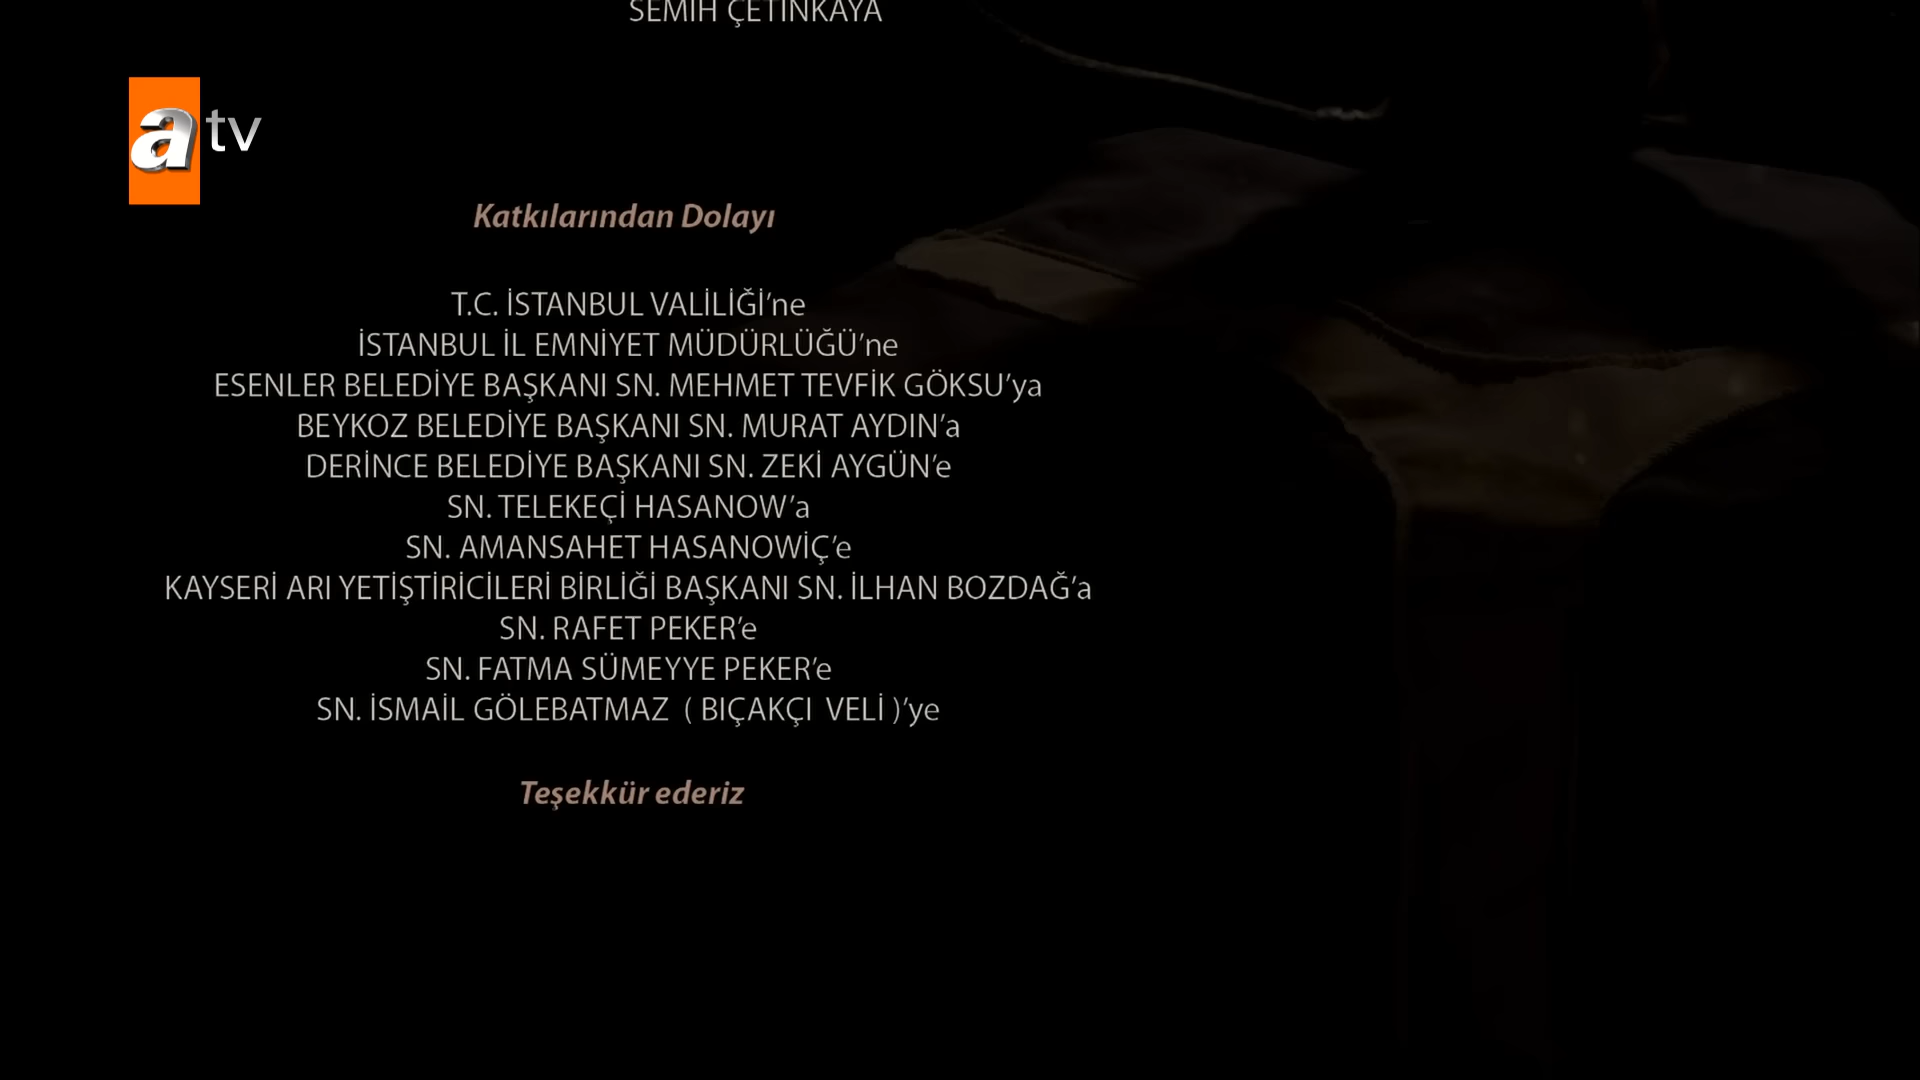 SEMİH ÇETİNKAYA
atv
Katkılarından Dolayı
T.C. İSTANBUL VALİLİĞİ’ne
İSTANBUL İL EMNİYET MÜDÜRLÜĞÜ’ne
ESENLER BELEDİYE BAŞKANI SN. MEHMET TEVFİK GÖKSU’ya
BEYKOZ BELEDİYE BAŞKANI SN. MURAT AYDIN’a
DERİNCE BELEDİYE BAŞKANI SN. ZEKİ AYGÜN’e
SN. TELEKEÇİ HASANOW’a
SN. AMANSAHET HASANOWİÇ’e
KAYSERİ ARI YETİŞTİRİCİLERİ BİRLİĞİ BAŞKANI SN. İLHAN BOZDAĞ’a
SN. RAFET PEKER’e
SN. FATMA SÜMEYYE PEKER’e
SN. İSMAİL GÖLEBATMAZ ( BIÇAKÇI VELİ )’ye
Teşekkür ederiz